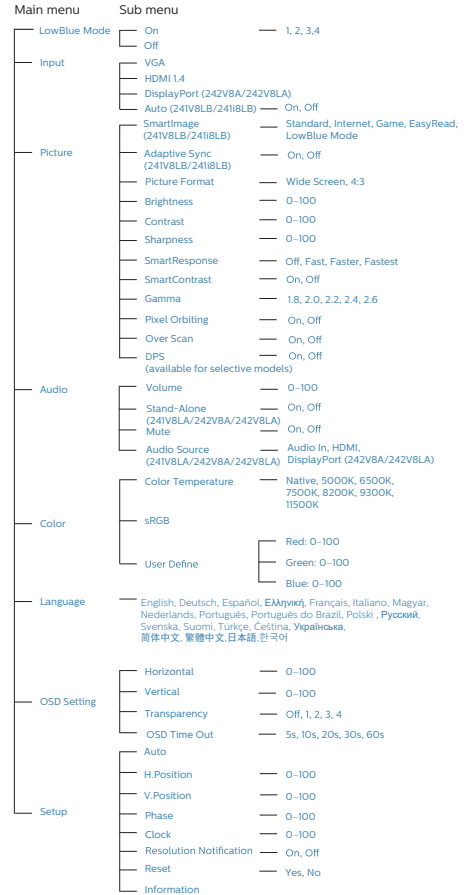 Main menu Sub menu
LowBlue Mode On 1, 2, 3,4
Off
Input VGA
HDMI 1.4
DisplayPort (242V8A/242V8LA)
Auto (241V8LB/241i8LB) On, Off
Picture SmartImage
(241V8LB/241i8LB) Standard, Internet, Game, EasyRead,
LowBlue Mode
Adaptive Sync
(241V8LB/241i8LB) On, Off
Picture Format Wide Screen, 4:3
Brightness 0–100
Contrast 0–100
Sharpness 0–100
SmartResponse Off, Fast, Faster, Fastest
SmartContrast On, Off
Gamma 1.8, 2.0, 2.2, 2.4, 2.6
Pixel Orbiting On, Off
Over Scan On, Off
DPS On, Off
(available for selective models)
Audio Volume 0–100
Stand-Alone On, Off
(241V8LA/242V8A/242V8LA)
Mute On, Off
Audio Source Audio In, HDMI,
(241V8LA/242V8A/242V8LA) DisplayPort (242V8A/242V8LA)
Color Color Temperature Native, 5000K, 6500K,
7500K, 8200K, 9300K,
11500K
sRGB
User Define Red: 0–100
Green: 0–100
Blue: 0–100
Language English, Deutsch, Español, Ελληνική, Français, Italiano, Magyar,
Nederlands, Português, Português do Brazil, Polski , Русский,
Svenska, Suomi, Türkçe, Čeština, Українська,
简体中文, 繁體中文,日本語,한국어
OSD Setting Horizontal 0–100
Vertical 0–100
Transparency Off, 1, 2, 3, 4
OSD Time Out 5s, 10s, 20s, 30s, 60s
Setup Auto
H.Position 0–100
V.Position 0–100
Phase 0–100
Clock 0–100
Resolution Notification On, Off
Reset Yes, No
Information